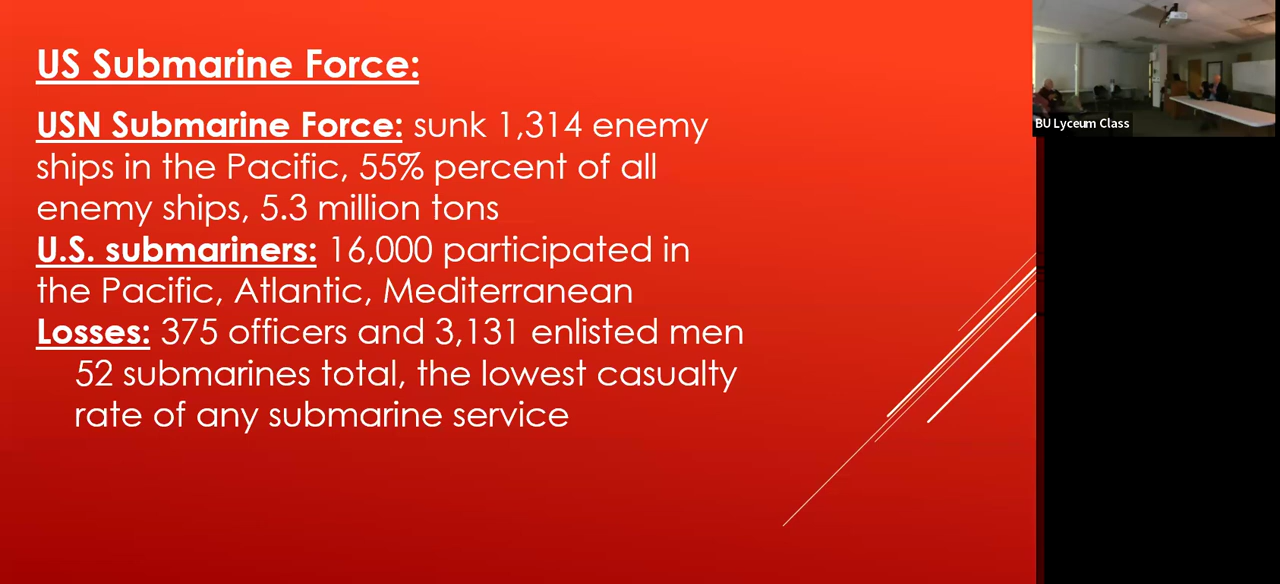 US Submarine Force:
USN Submarine Force: sunk 1,314 enemy
ships in the Pacific, 55% percent of all
enemy ships, 5.3 million tons
U.S. submariners: 16,000 participated in
the Pacific, Atlantic, Mediterranean
Losses: 375 officers and 3,131 enlisted men
52 submarines total, the lowest casualty
rate of any submarine service
BU Lyceum Class